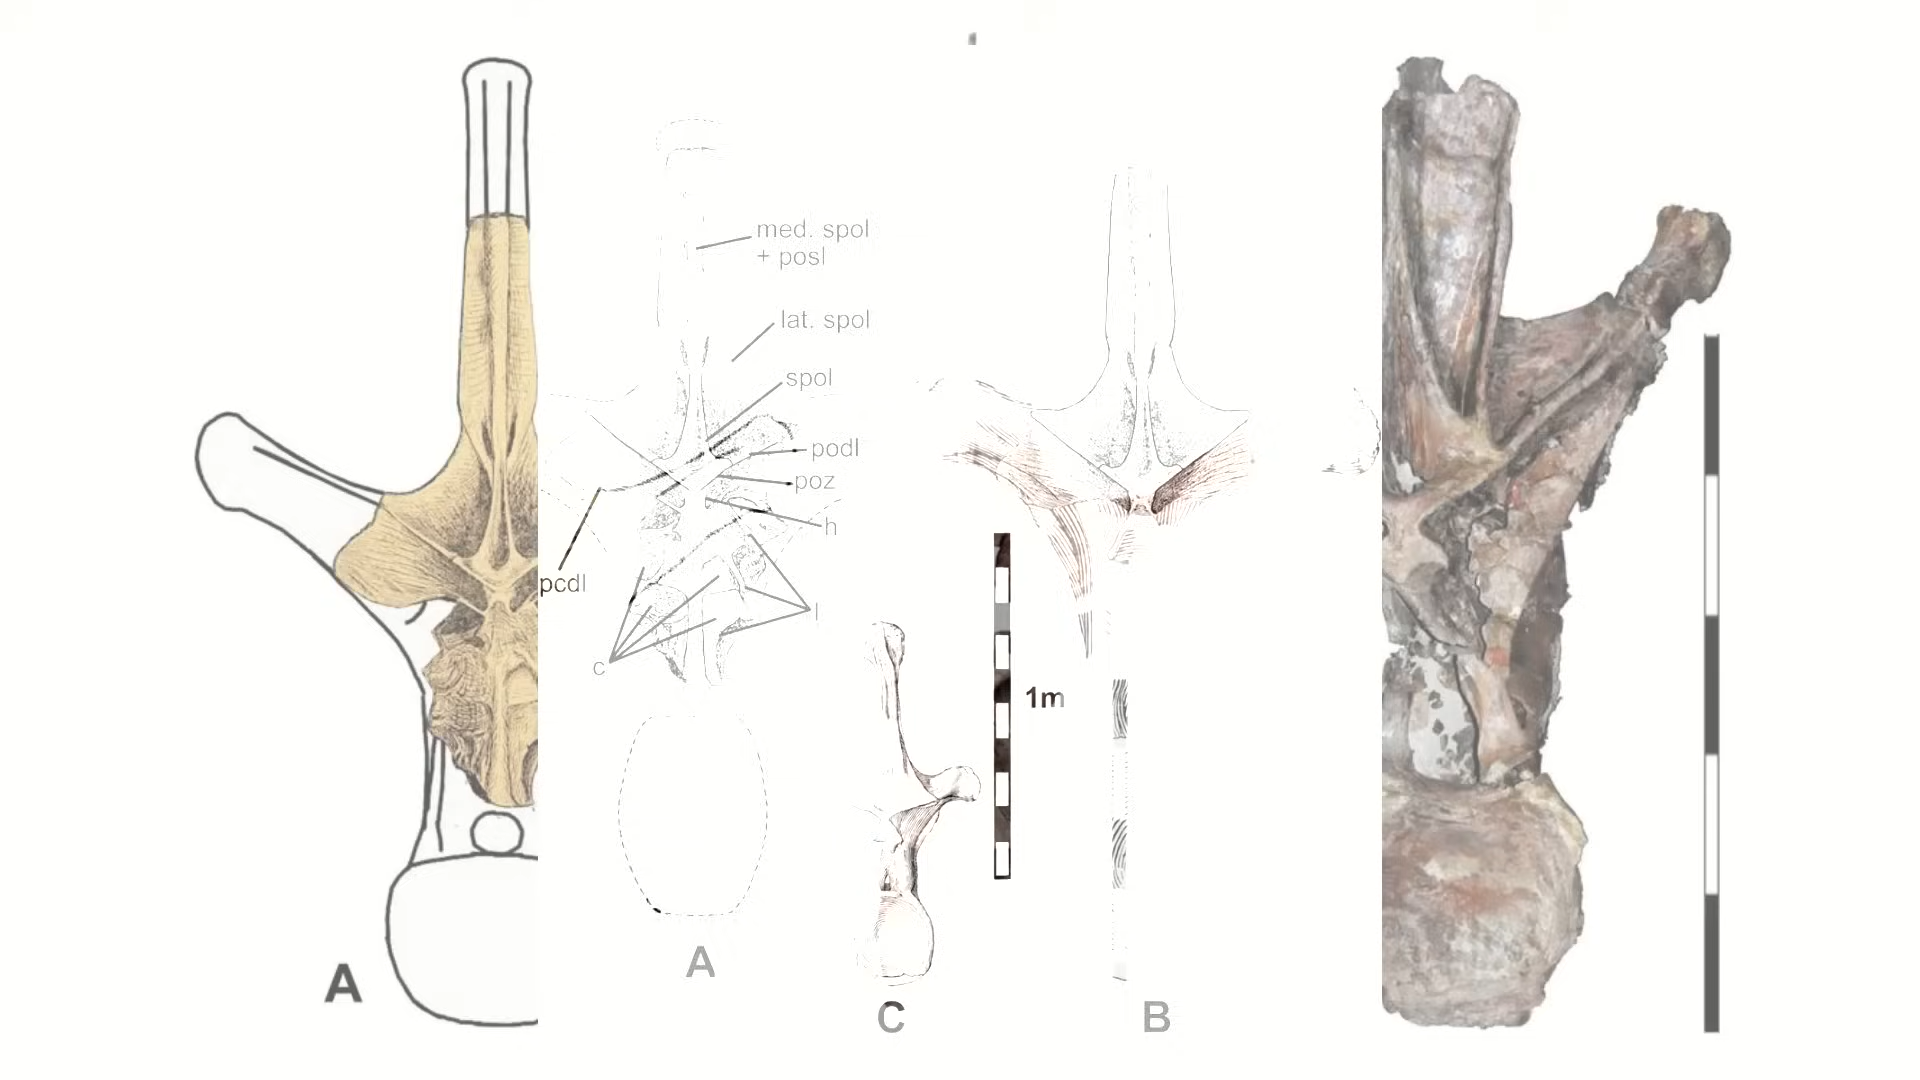 med. spol
+ posl
lat. spol
spol
podl
poz
h
pcdl
l
c
1m
A
A
C
B